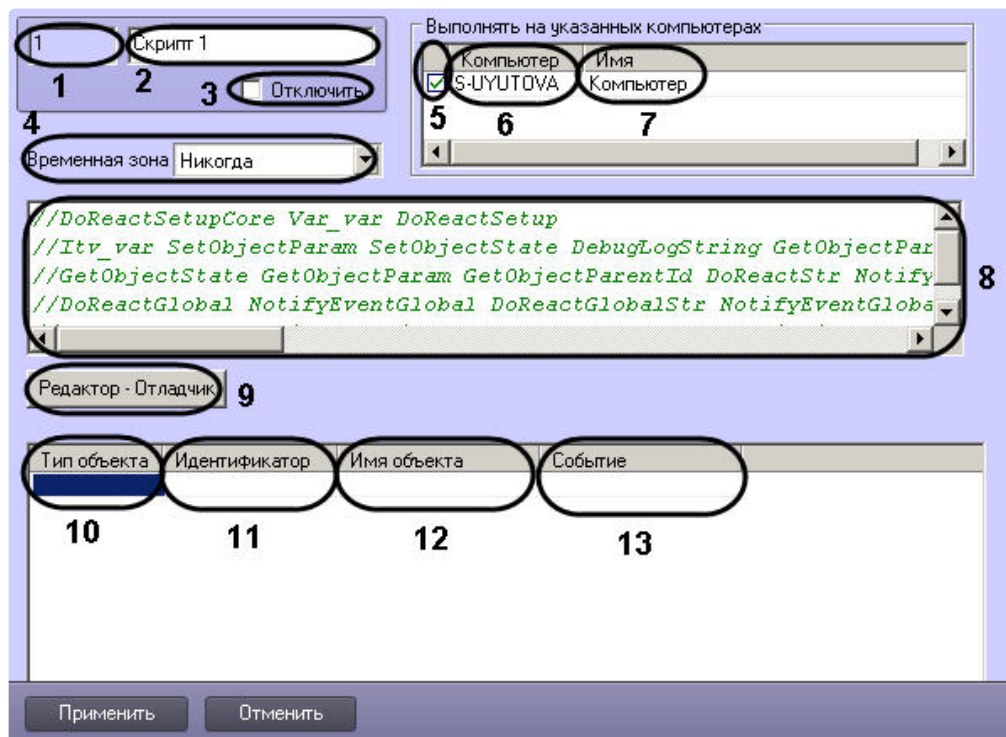 1
Скрипт 1
1
2
3
Отключить
4
Временная зона Никогда
Выполнять на указанных компьютерах
Компьютер Имя
S-UYUTOVA Компьютер
5
6
7
//DoReactSetupCore Var_var DoReactSetup
//Itv_var SetObjectParam SetObjectState DebugLogString GetObjectPar
//GetObjectState GetObjectParam GetObjectParentId DoReactStr Notify
//DoReactGlobal NotifyEventGlobal DoReactGlobalStr NotifyEventGloba
8
Редактор - Отладчик
9
Тип объекта Идентификатор Имя объекта Событие
10
11
12
13
Применить Отменить